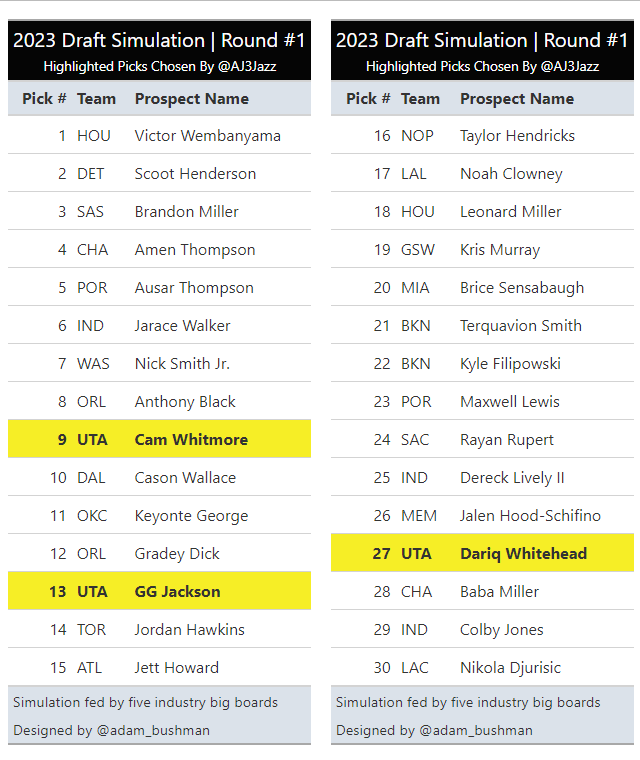 2023 Draft Simulation | Round #1
Highlighted Picks Chosen By @AJ3Jazz
Pick # Team Prospect Name
1 HOU Victor Wembanyama
2 DET Scoot Henderson
3 SAS Brandon Miller
4 CHA Amen Thompson
5 POR Ausar Thompson
6 IND Jarace Walker
7 WAS Nick Smith Jr.
8 ORL Anthony Black
9 UTA Cam Whitmore
10 DAL Cason Wallace
11 OKC Keyonte George
12 ORL Gradey Dick
13 UTA GG Jackson
14 TOR Jordan Hawkins
15 ATL Jett Howard
Simulation fed by five industry big boards
Designed by @adam_bushman
2023 Draft Simulation | Round #1
Highlighted Picks Chosen By @AJ3Jazz
Pick # Team Prospect Name
16 NOP Taylor Hendricks
17 LAL Noah Clowney
18 HOU Leonard Miller
19 GSW Kris Murray
20 MIA Brice Sensabaugh
21 BKN Terquavion Smith
22 BKN Kyle Filipowski
23 POR Maxwell Lewis
24 SAC Rayan Rupert
25 IND Dereck Lively II
26 MEM Jalen Hood-Schifino
27 UTA Dariq Whitehead
28 CHA Baba Miller
29 IND Colby Jones
30 LAC Nikola Djurisic
Simulation fed by five industry big boards
Designed by @adam_bushman